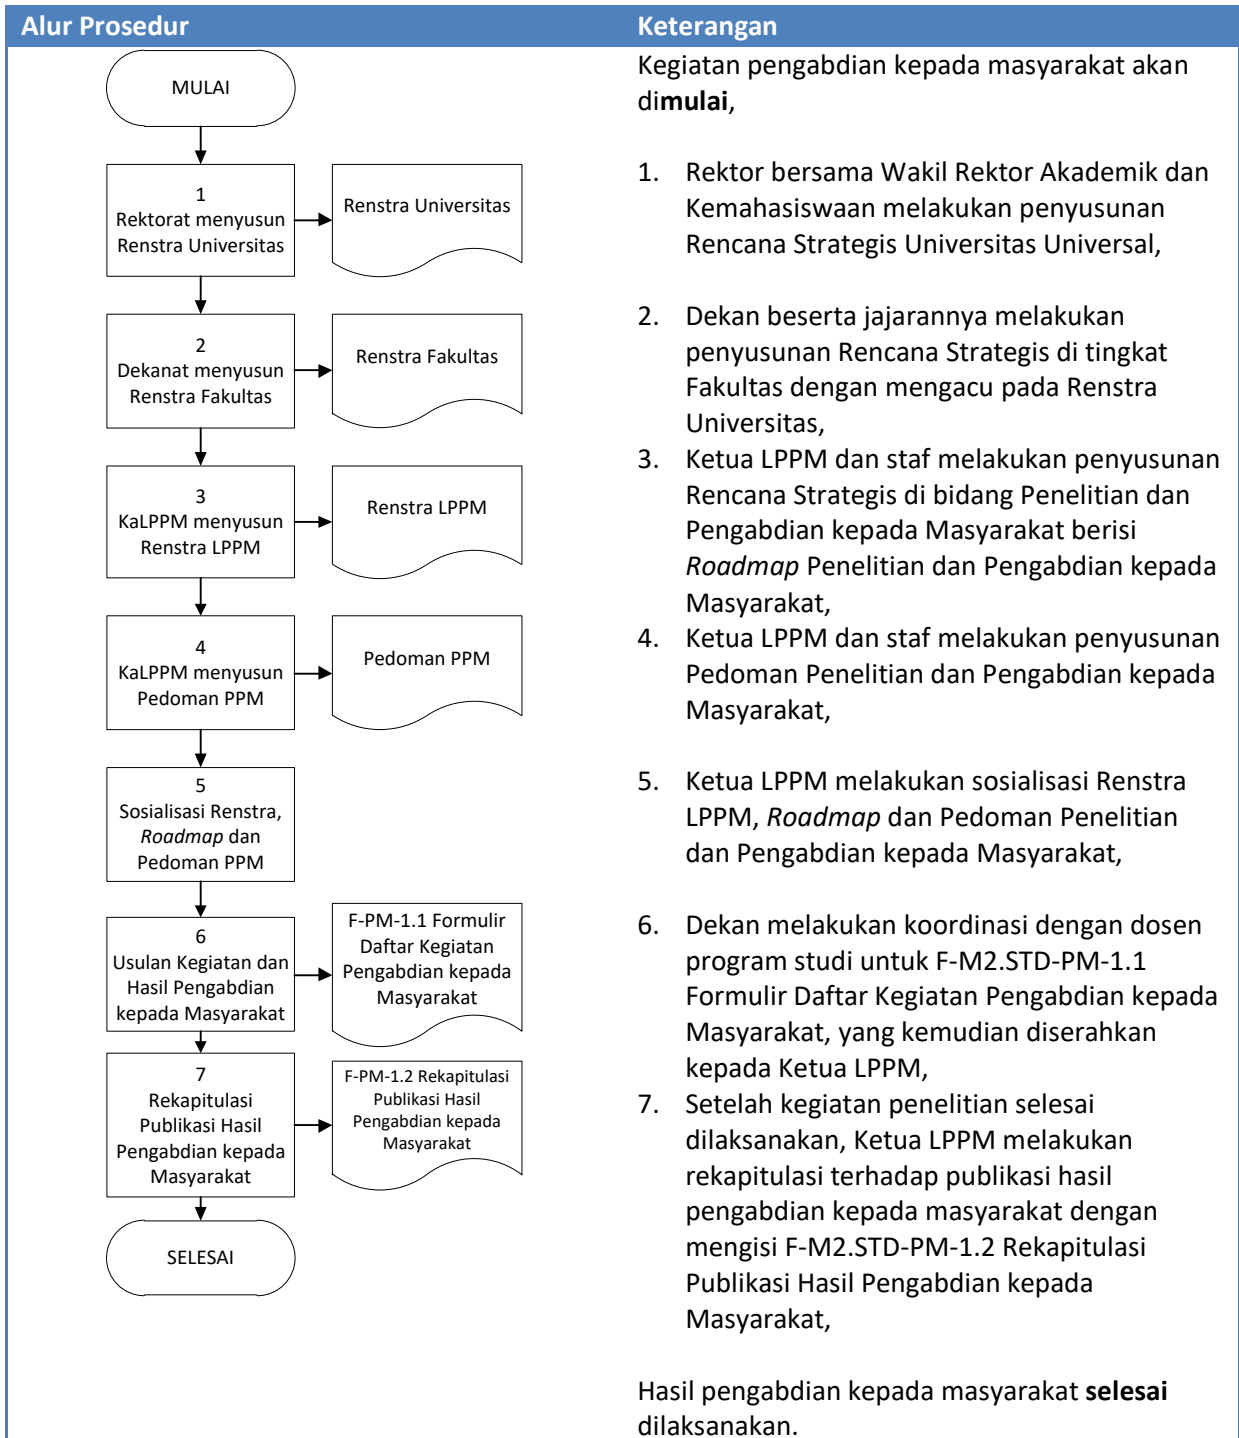 Alur Prosedur
Keterangan
MULAI
1
Rektorat menyusun
Renstra Universitas
Renstra Universitas
2
Dekanat menyusun
Renstra Fakultas
Renstra Fakultas
3
KaLPPM menyusun
Renstra LPPM
Renstra LPPM
4
KaLPPM menyusun
Pedoman PPM
Pedoman PPM
5
Sosialisasi Renstra,
Roadmap dan
Pedoman PPM
6
Usulan Kegiatan dan
Hasil Pengabdian
kepada Masyarakat
F-PM-1.1 Formulir
Daftar Kegiatan
Pengabdian kepada
Masyarakat
7
Rekapitulasi
Publikasi Hasil
Pengabdian kepada
Masyarakat
F-PM-1.2 Rekapitulasi
Publikasi Hasil
Pengabdian kepada
Masyarakat
SELESAI
Kegiatan pengabdian kepada masyarakat akan
dimulai,
1. Rektor bersama Wakil Rektor Akademik dan
Kemahasiswaan melakukan penyusunan
Rencana Strategis Universitas Universal,
2. Dekan beserta jajarannya melakukan
penyusunan Rencana Strategis di tingkat
Fakultas dengan mengacu pada Renstra
Universitas,
3. Ketua LPPM dan staf melakukan penyusunan
Rencana Strategis di bidang Penelitian dan
Pengabdian kepada Masyarakat berisi
Roadmap Penelitian dan Pengabdian kepada
Masyarakat,
4. Ketua LPPM dan staf melakukan penyusunan
Pedoman Penelitian dan Pengabdian kepada
Masyarakat,
5. Ketua LPPM melakukan sosialisasi Renstra
LPPM, Roadmap dan Pedoman Penelitian
dan Pengabdian kepada Masyarakat,
6. Dekan melakukan koordinasi dengan dosen
program studi untuk F-M2.STD-PM-1.1
Formulir Daftar Kegiatan Pengabdian kepada
Masyarakat, yang kemudian diserahkan
kepada Ketua LPPM,
7. Setelah kegiatan penelitian selesai
dilaksanakan, Ketua LPPM melakukan
rekapitulasi terhadap publikasi hasil
pengabdian kepada masyarakat dengan
mengisi F-M2.STD-PM-1.2 Rekapitulasi
Publikasi Hasil Pengabdian kepada
Masyarakat,
Hasil pengabdian kepada masyarakat selesai
dilaksanakan.